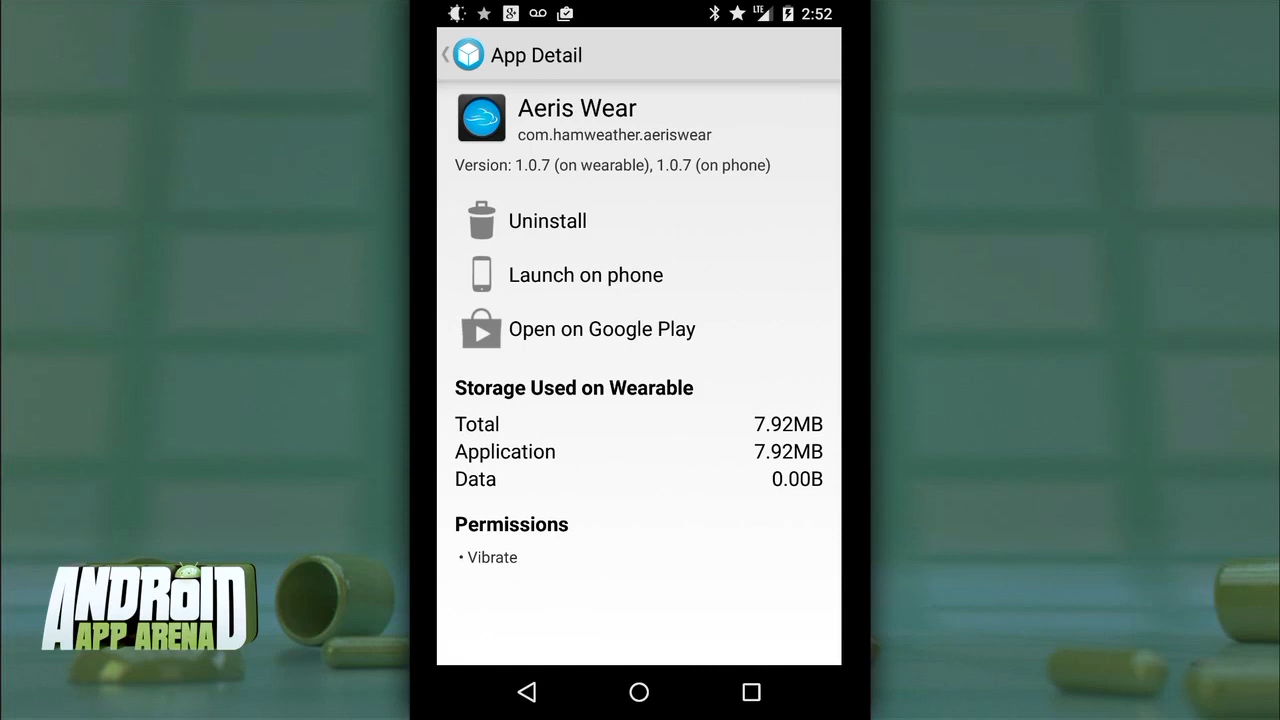 LTE 2:52
App Detail
Aeris Wear
com.hamweather.aeriswear
Version: 1.0.7 (on wearable), 1.0.7 (on phone)
Uninstall
Launch on phone
Open on Google Play
Storage Used on Wearable
Total 7.92MB
Application 7.92MB
Data 0.00B
Permissions
• Vibrate
ANDROID
APP ARENA